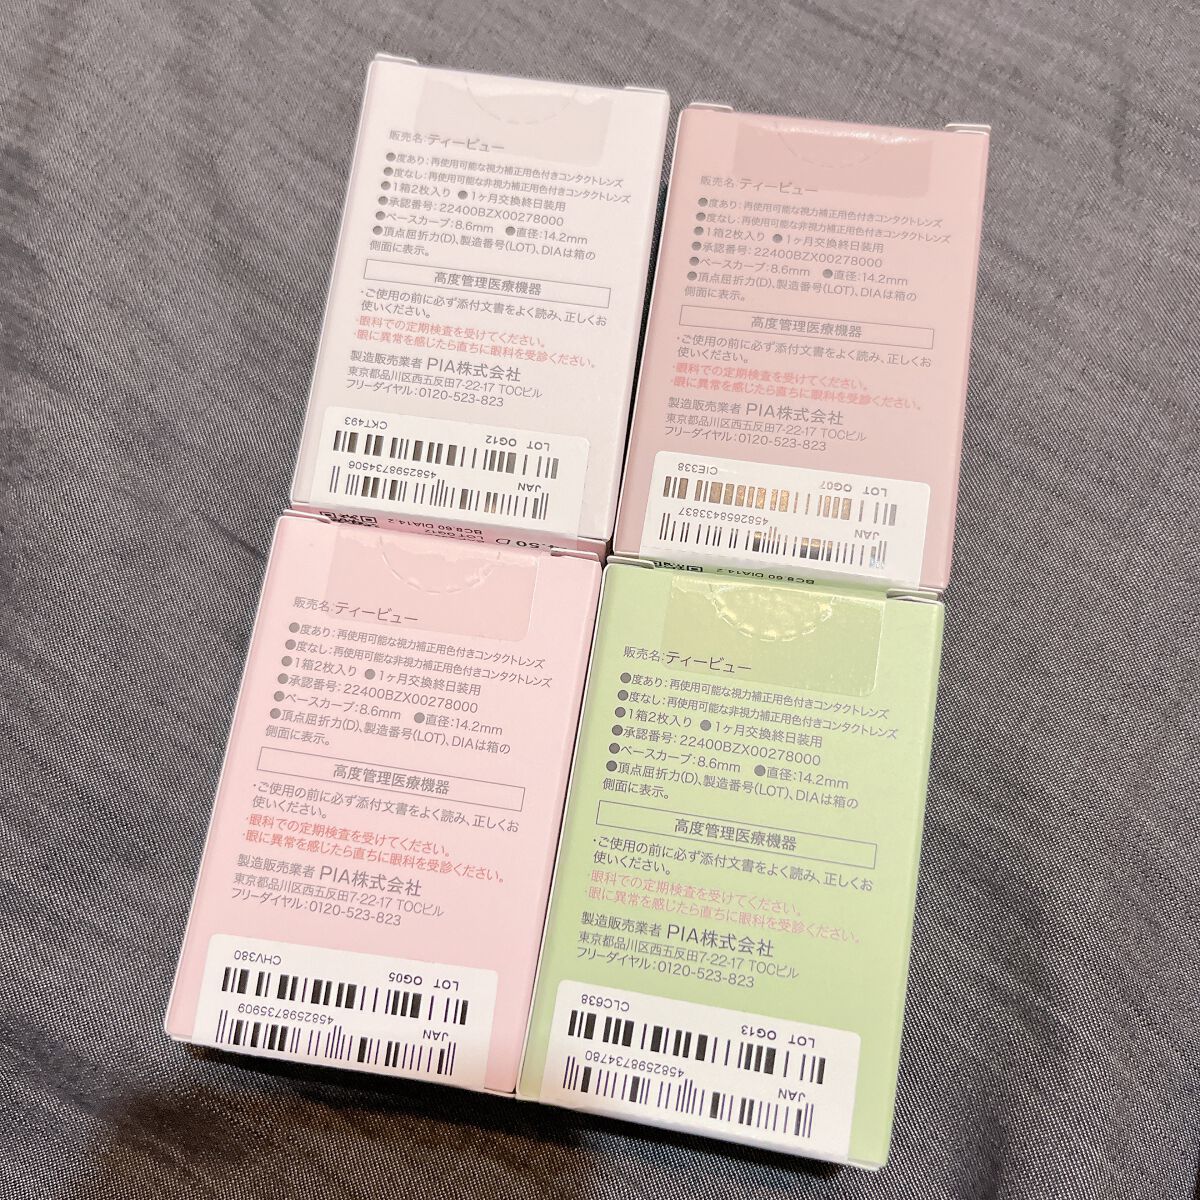 販売名:ティービュー
●度あり:再使用可能な視力補正用色付きコンタクトレンズ
●度なし:再使用可能な非視力補正用色付きコンタクトレンズ
●1箱2枚入り ●1ヶ月交換終日装用
●承認番号:22400BZX00278000
●ベースカーブ:8.6mm ●直径:14.2mm
●頂点屈折力(D)、製造番号(LOT)、DIAは箱の
側面に表示。
高度管理医療機器
・ご使用の前に必ず添付文書をよく読み、正しくお
使いください。
・眼科での定期検査を受けてください。
・眼に異常を感じたら直ちに眼科を受診ください。
製造販売業者 PIA株式会社
東京都品川区西五反田7-22-17 TOCビル
フリーダイヤル:0120-523-823
LOT OG12 CKT493
JAN 4582598734506
販売名:ティービュー
●度あり:再使用可能な視力補正用色付きコンタクトレンズ
●度なし:再使用可能な非視力補正用色付きコンタクトレンズ
●1箱2枚入り ●1ヶ月交換終日装用
●承認番号:22400BZX00278000
●ベースカーブ:8.6mm ●直径:14.2mm
●頂点屈折力(D)、製造番号(LOT)、DIAは箱の
側面に表示。
高度管理医療機器
・ご使用の前に必ず添付文書をよく読み、正しくお
使いください。
・眼科での定期検査を受けてください。
・眼に異常を感じたら直ちに眼科を受診ください。
製造販売業者 PIA株式会社
東京都品川区西五反田7-22-17 TOCビル
フリーダイヤル:0120-523-823
LOT OG07 CIE338
JAN 4582658433837
LOT OG12
BC8.60 DIA14.2
販売名:ティービュー
●度あり:再使用可能な視力補正用色付きコンタクトレンズ
●度なし:再使用可能な非視力補正用色付きコンタクトレンズ
●1箱2枚入り ●1ヶ月交換終日装用
●承認番号:22400BZX00278000
●ベースカーブ:8.6mm ●直径:14.2mm
●頂点屈折力(D)、製造番号(LOT)、DIAは箱の
側面に表示。
高度管理医療機器
・ご使用の前に必ず添付文書をよく読み、正しくお
使いください。
・眼科での定期検査を受けてください。
・眼に異常を感じたら直ちに眼科を受診ください。
製造販売業者 PIA株式会社
東京都品川区西五反田7-22-17 TOCビル
フリーダイヤル:0120-523-823
LOT OG05 CHV380
JAN 4582598735909
BC8.60 DIA14.2
販売名:ティービュー
●度あり:再使用可能な視力補正用色付きコンタクトレンズ
●度なし:再使用可能な非視力補正用色付きコンタクトレンズ
●1箱2枚入り ●1ヶ月交換終日装用
●承認番号:22400BZX00278000
●ベースカーブ:8.6mm ●直径:14.2mm
●頂点屈折力(D)、製造番号(LOT)、DIAは箱の
側面に表示。
高度管理医療機器
・ご使用の前に必ず添付文書をよく読み、正しくお
使いください。
・眼科での定期検査を受けてください。
・眼に異常を感じたら直ちに眼科を受診ください。
製造販売業者 PIA株式会社
東京都品川区西五反田7-22-17 TOCビル
フリーダイヤル:0120-523-823
LOT OG13 CLC638
JAN 4582598734780